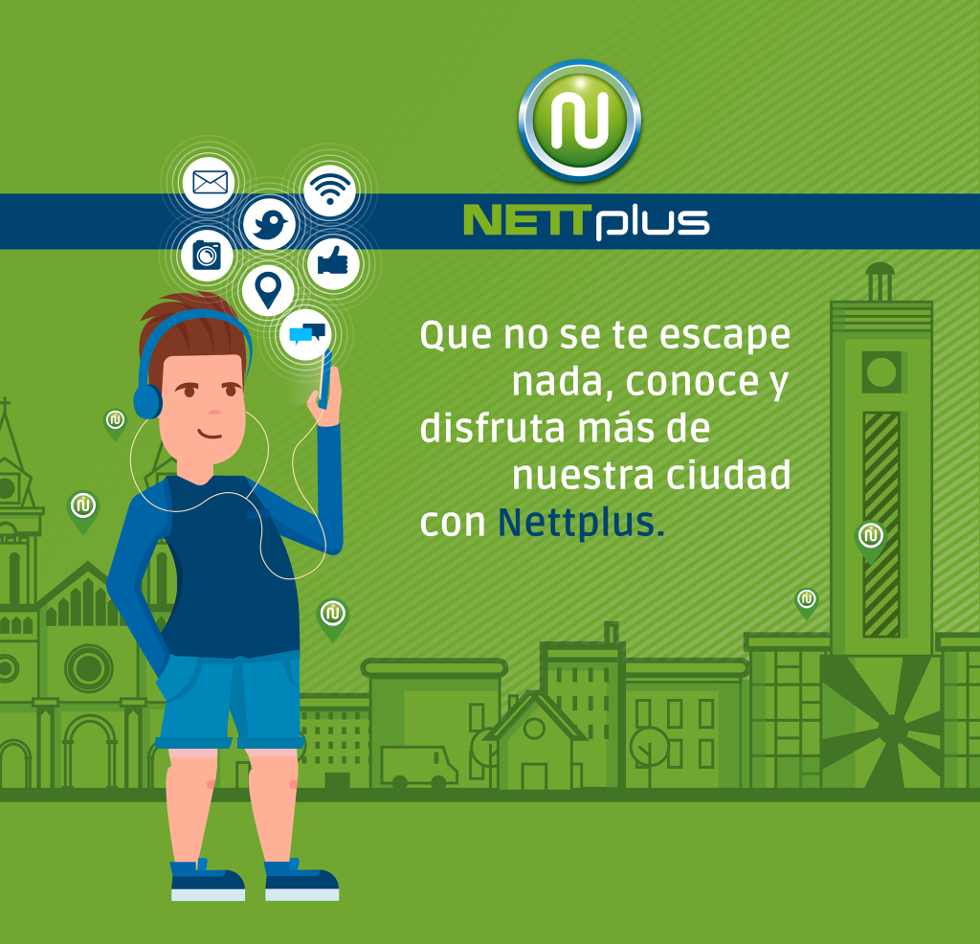 N
NETTplus
Que no se te escape
nada, conoce y
disfruta más de
nuestra ciudad
con Nettplus.
N
N
N
N
N